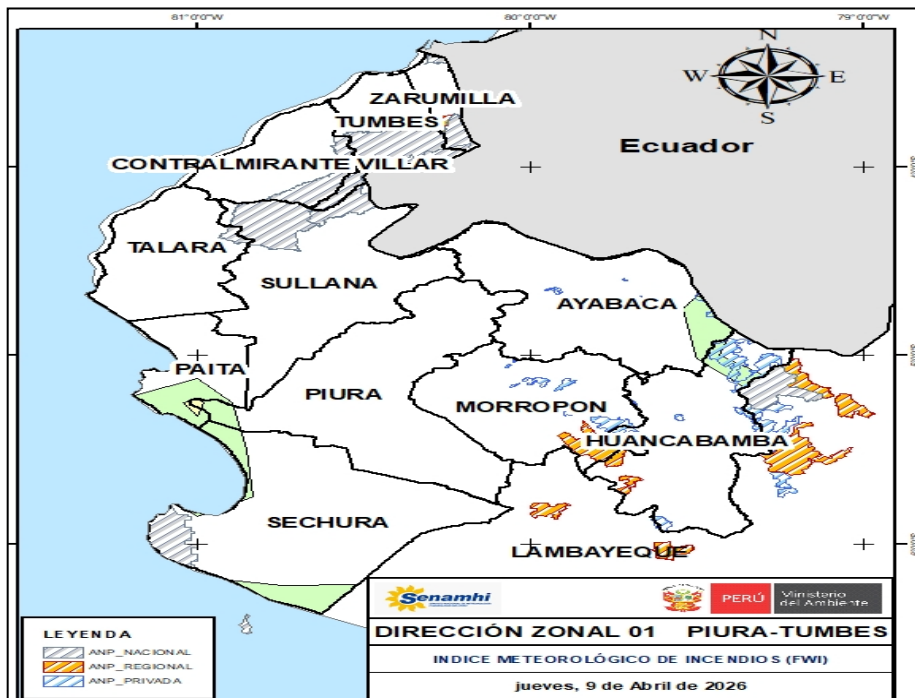 81°0'0"W 80°0'0"W 79°0'0"W
N
W E
S
ZARUMILLA
TUMBES
Ecuador
CONTRALMIRANTE VILLAR
TALARA
SULLANA
AYABACA
PAITA
PIURA
MORROPON
HUANCABAMBA
SECHURA
LAMBAYEQUE
Senamhi
PERÚ
Ministerio
del Ambiente
DIRECCIÓN ZONAL 01 PIURA-TUMBES
INDICE METEOROLÓGICO DE INCENDIOS (FWI)
jueves, 9 de Abril de 2026
LEYENDA
ANP_NACIONAL
ANP_REGIONAL
ANP_PRIVADA